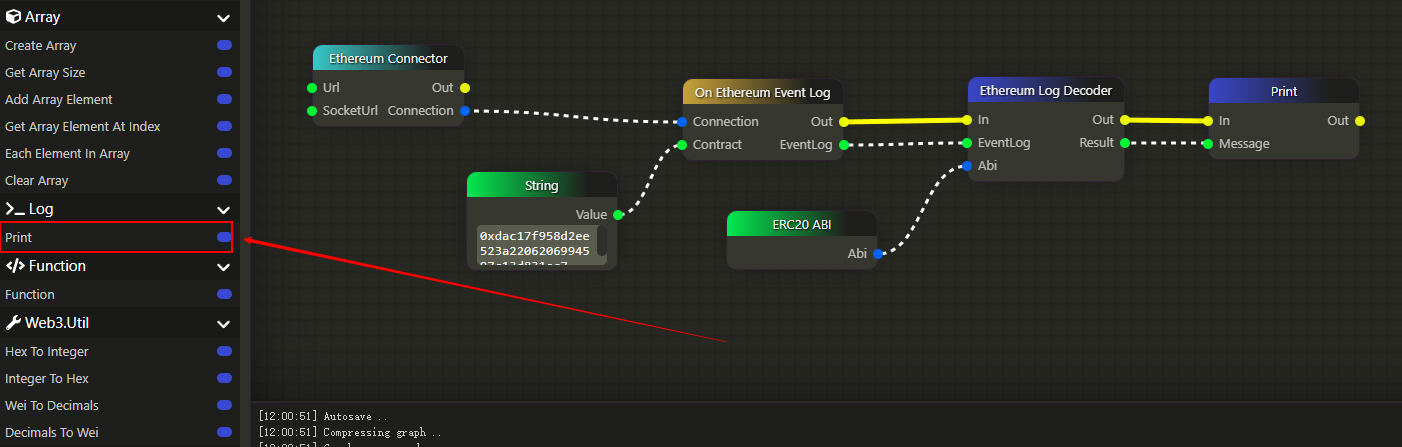 Array
Create Array
Get Array Size
Add Array Element
Get Array Element At Index
Each Element In Array
Clear Array
Log
Print
Function
Function
Web3.Util
Hex To Integer
Integer To Hex
Wei To Decimals
Decimals To Wei
Ethereum Connector
Url Out
SocketUrl Connection
String
Value
0xdac17f958d2ee
523a22062069945
On Ethereum Event Log
Connection Out
Contract EventLog
ERC20 ABI
Abi
Ethereum Log Decoder
In Out
EventLog Result
Abi
Print
In Out
Message
[12:00:51] Autosave ..
[12:00:51] Compressing graph ..